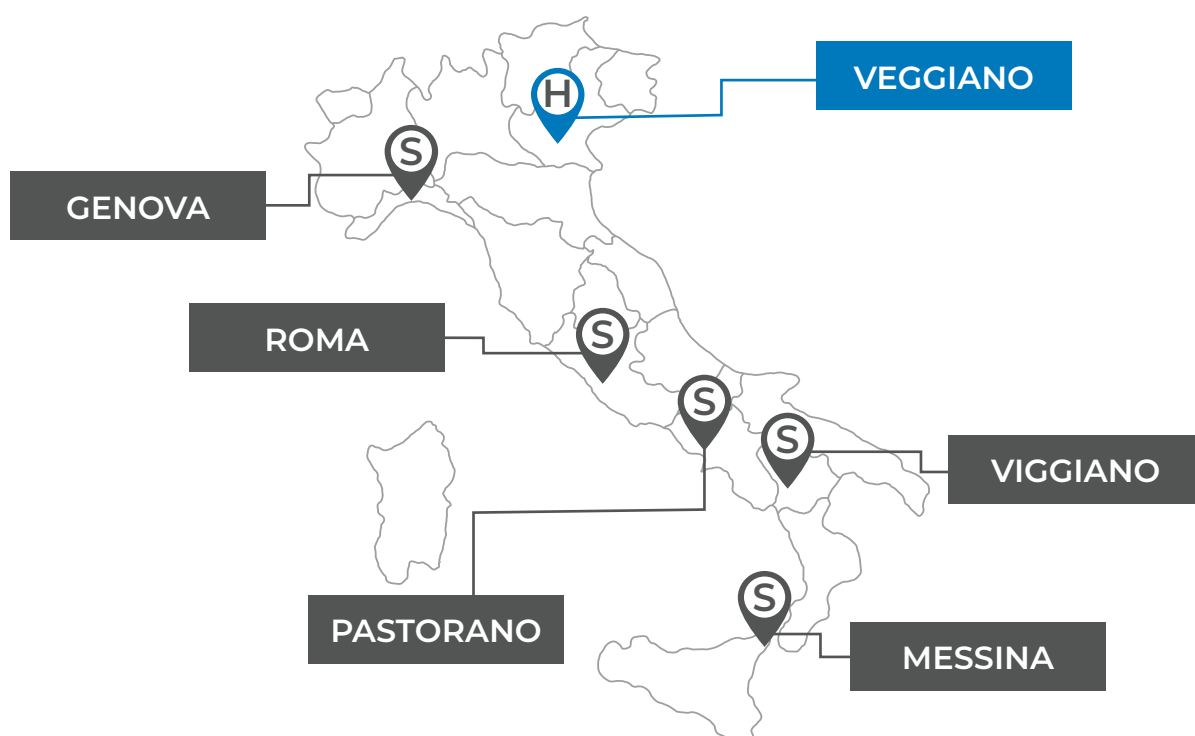 H
VEGGIANO
S
GENOVA
S
ROMA
S
PASTORANO
S
VIGGIANO
S
MESSINA